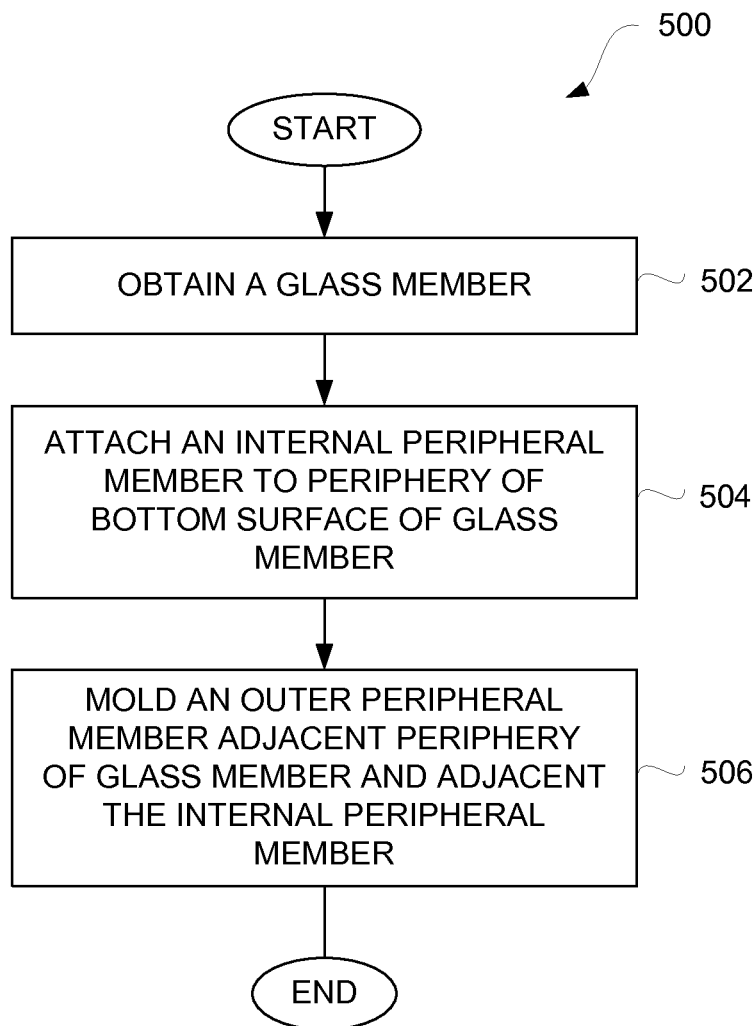 500
START
OBTAIN A GLASS MEMBER
502
ATTACH AN INTERNAL PERIPHERAL
MEMBER TO PERIPHERY OF
BOTTOM SURFACE OF GLASS
MEMBER
504
MOLD AN OUTER PERIPHERAL
MEMBER ADJACENT PERIPHERY
OF GLASS MEMBER AND ADJACENT
THE INTERNAL PERIPHERAL
MEMBER
506
END